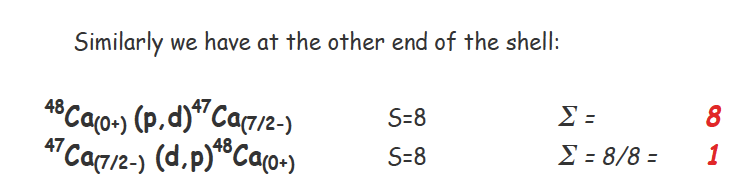 Similarly we have at the other end of the shell:
⁴⁸Ca(0+) (p,d)⁴⁷Ca(7/2-) S=8 Σ = 8
⁴⁷Ca(7/2-) (d,p)⁴⁸Ca(0+) S=8 Σ = 8/8 = 1